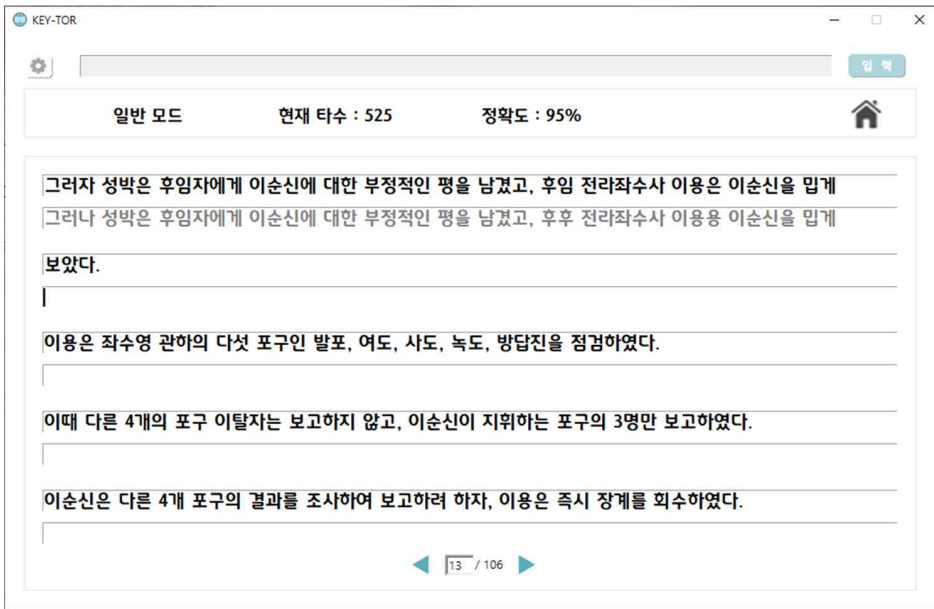 KEY-TOR
입 력
일반 모드 현재 타수 : 525 정확도 : 95%
그러자 성박은 후임자에게 이순신에 대한 부정적인 평을 남겼고, 후임 전라좌수사 이용은 이순신을 밉게
그러나 성박은 후임자에게 이순신에 대한 부정적인 평을 남겼고, 후후 전라좌수사 이용용 이순신을 밉게
보았다.
이용은 좌수영 관하의 다섯 포구인 발포, 여도, 사도, 녹도, 방답진을 점검하였다.
이때 다른 4개의 포구 이탈자는 보고하지 않고, 이순신이 지휘하는 포구의 3명만 보고하였다.
이순신은 다른 4개 포구의 결과를 조사하여 보고하려 하자, 이용은 즉시 장계를 회수하였다.
13 / 106